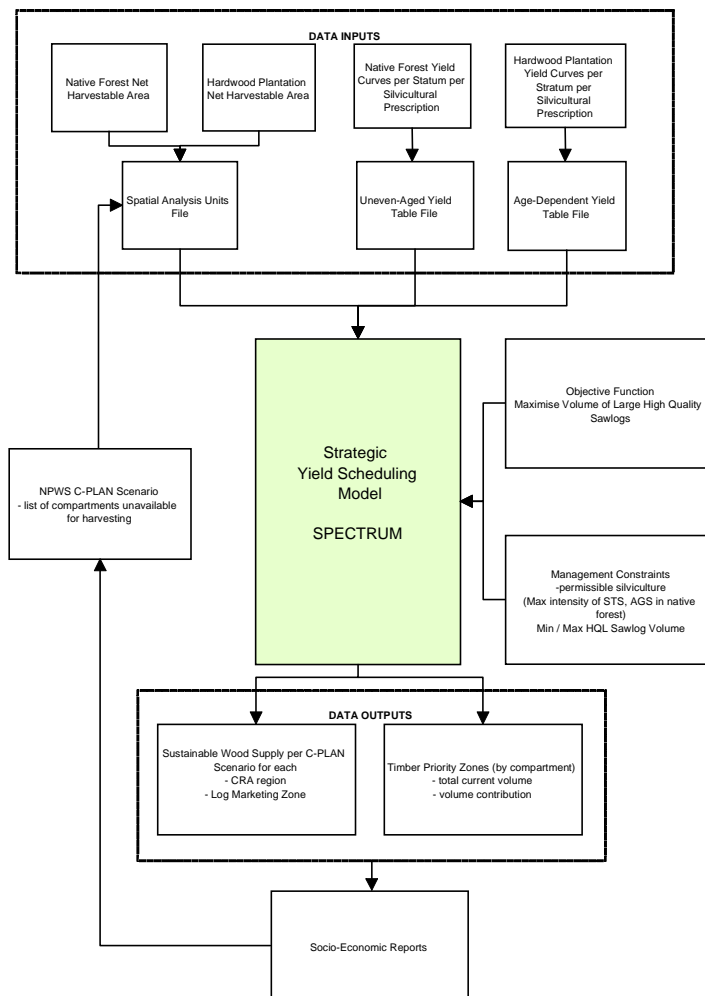 DATA INPUTS
Native Forest Net
Harvestable Area
Hardwood Plantation
Net Harvestable Area
Native Forest Yield
Curves per Statum per
Silvicultural
Prescription
Hardwood Plantation
Yield Curves per
Stratum per
Silvicultural
Prescription
Spatial Analysis Units
File
Uneven-Aged Yield
Table File
Age-Dependent Yield
Table File
Objective Function
Maximise Volume of Large High Quality
Sawlogs
Strategic
Yield Scheduling
Model
SPECTRUM
NPWS C-PLAN Scenario
- list of compartments unavailable
for harvesting
Management Constraints
-permissible silviculture
(Max intensity of STS, AGS in native
forest)
Min / Max HQL Sawlog Volume
DATA OUTPUTS
Sustainable Wood Supply per C-PLAN
Scenario for each
- CRA region
- Log Marketing Zone
Timber Priority Zones (by compartment)
- total current volume
- volume contribution
Socio-Economic Reports